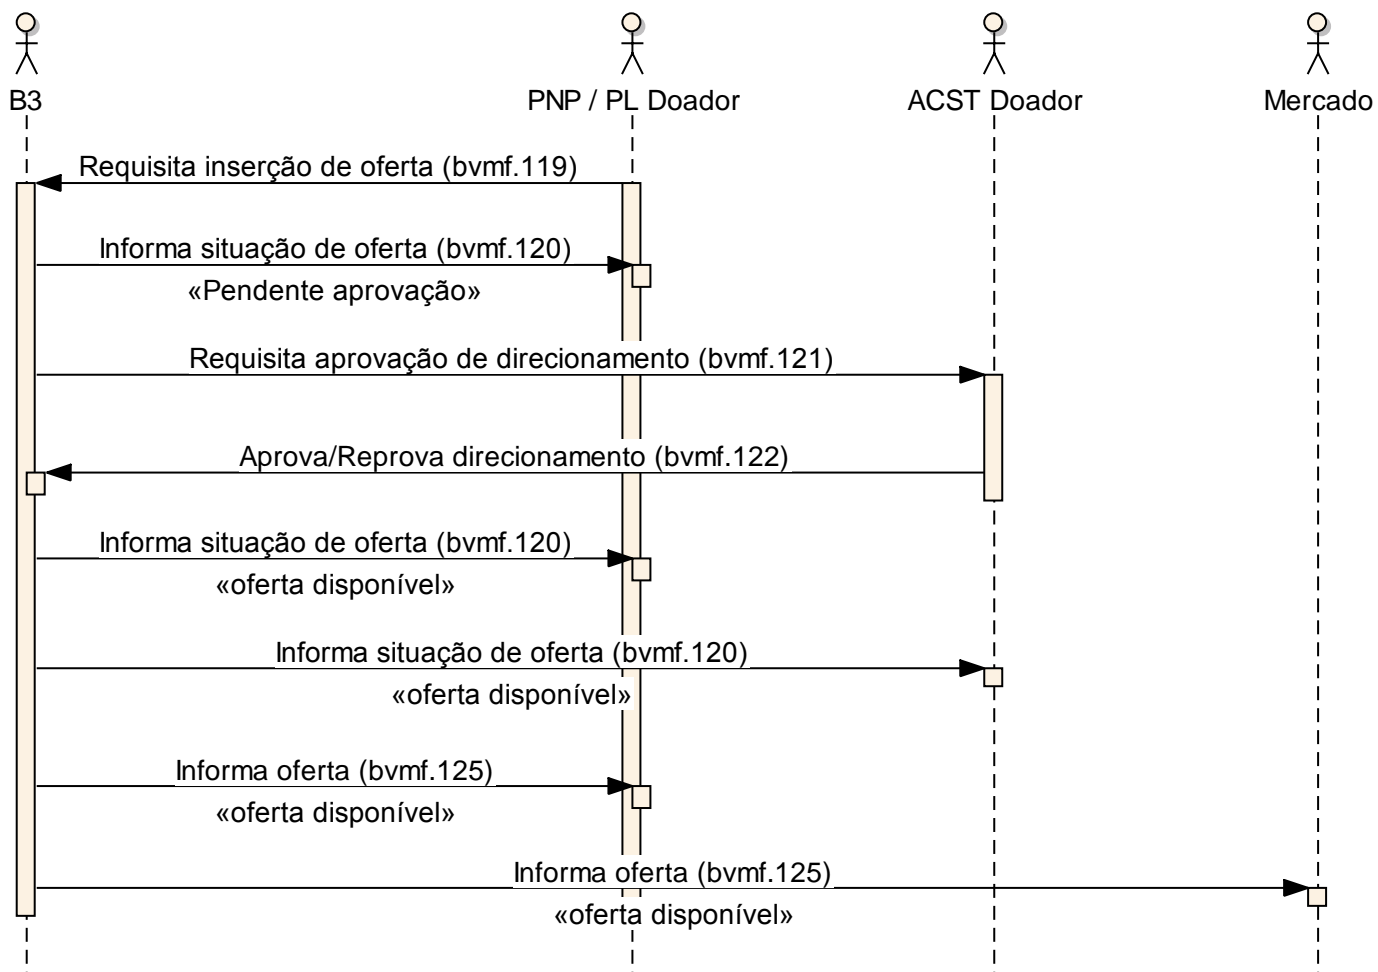 B3
PNP / PL Doador
ACST Doador
Mercado
Requisita inserção de oferta (bvmf.119)
Informa situação de oferta (bvmf.120)
«Pendente aprovação»
Requisita aprovação de direcionamento (bvmf.121)
Aprova/Reprova direcionamento (bvmf.122)
Informa situação de oferta (bvmf.120)
«oferta disponível»
Informa situação de oferta (bvmf.120)
«oferta disponível»
Informa oferta (bvmf.125)
«oferta disponível»
Informa oferta (bvmf.125)
«oferta disponível»